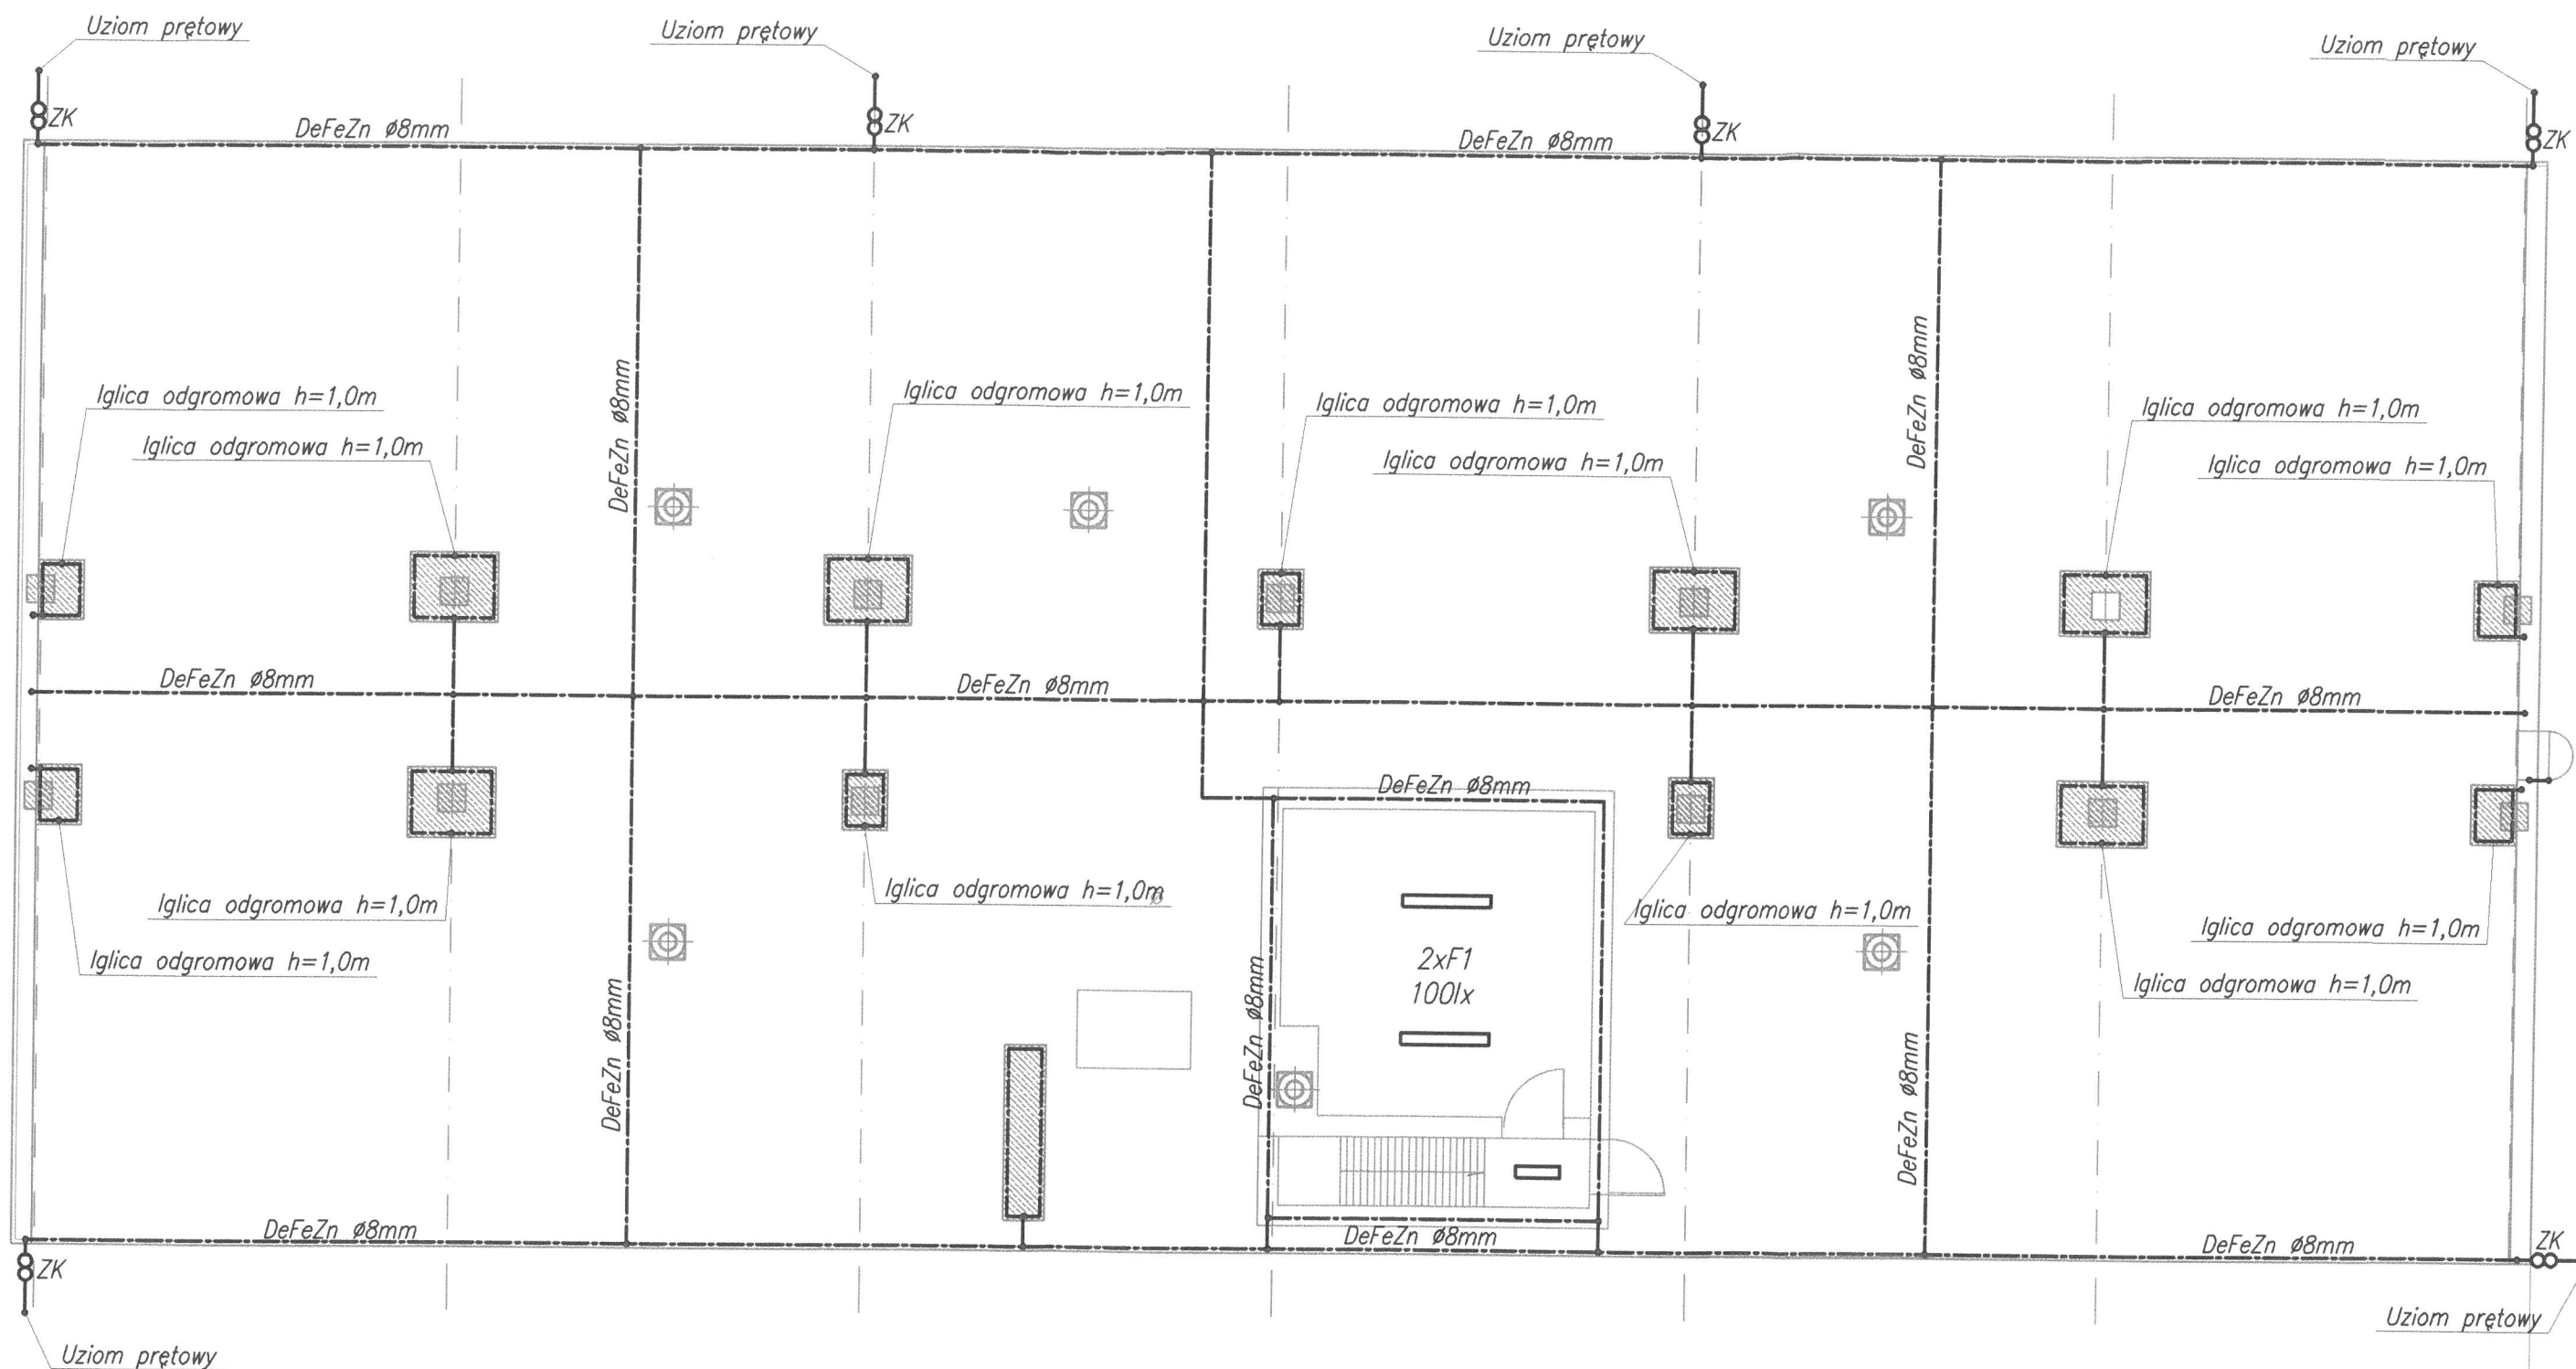 Uziom prętowy
Uziom prętowy
Uziom prętowy
Uziom prętowy
ZK
ZK
ZK
ZK
DeFeZn ø8mm
DeFeZn ø8mm
DeFeZn ø8mm
DeFeZn ø8mm
Iglica odgromowa h=1,0m
Iglica odgromowa h=1,0m
Iglica odgromowa h=1,0m
Iglica odgromowa h=1,0m
Iglica odgromowa h=1,0m
Iglica odgromowa h=1,0m
Iglica odgromowa h=1,0m
DeFeZn ø8mm
DeFeZn ø8mm
DeFeZn ø8mm
DeFeZn ø8mm
Iglica odgromowa h=1,0m
Iglica odgromowa h=1,0m
Iglica odgromowa h=1,0m
Iglica odgromowa h=1,0m
Iglica odgromowa h=1,0m
Iglica odgromowa h=1,0m
2xF1
100lx
DeFeZn ø8mm
DeFeZn ø8mm
DeFeZn ø8mm
DeFeZn ø8mm
DeFeZn ø8mm
DeFeZn ø8mm
ZK
ZK
Uziom prętowy
Uziom prętowy